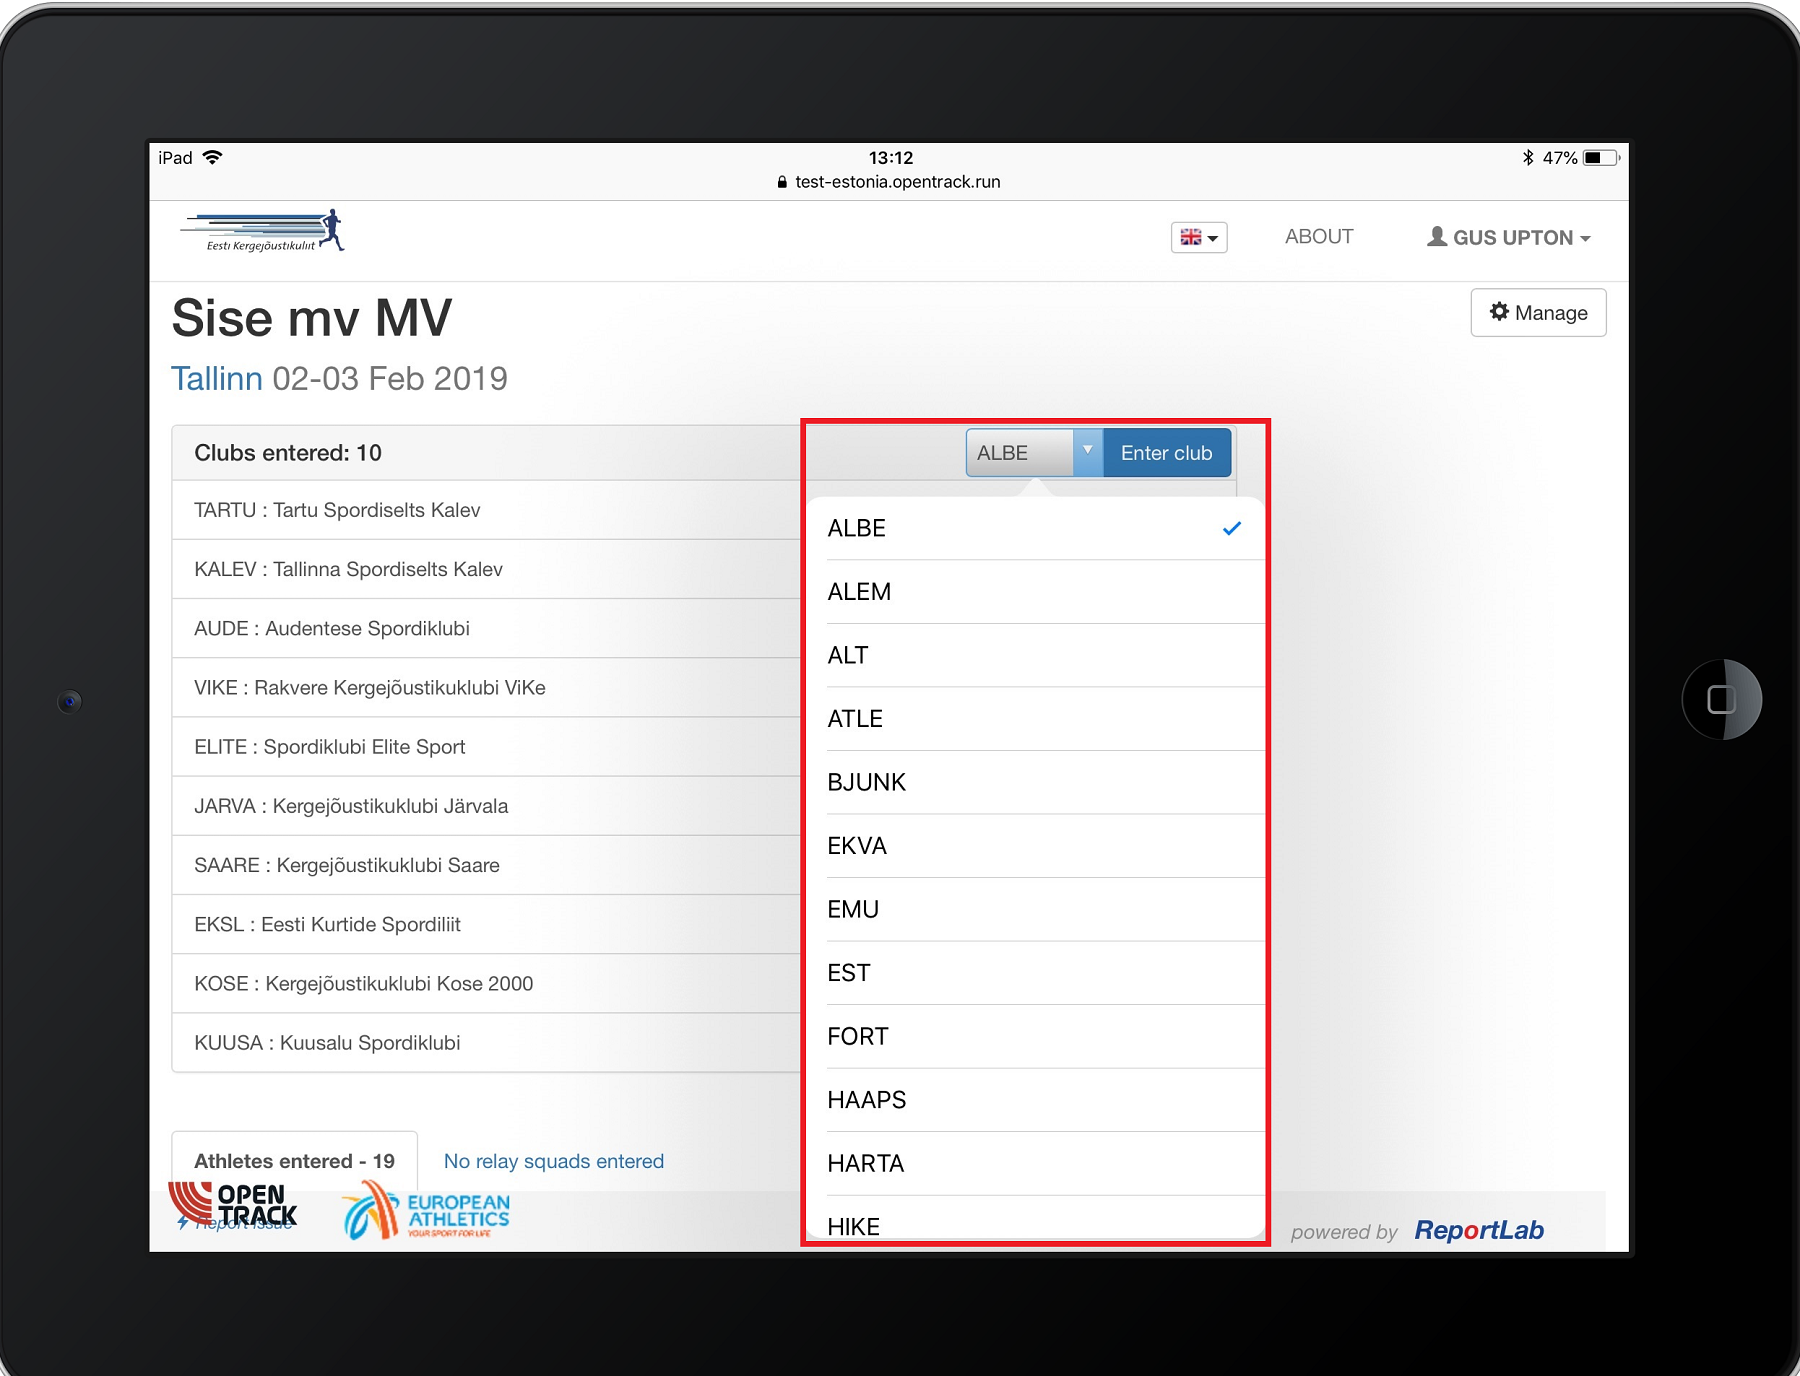 iPad 13:12 47%
test-estonia.opentrack.run
Eesti Kergejõustikuliit
ABOUT GUS UPTON
Sise mv MV
Manage
Tallinn 02-03 Feb 2019
Clubs entered: 10
ALBE Enter club
TARTU : Tartu Spordiselts Kalev
KALEV : Tallinna Spordiselts Kalev
AUDE : Audentese Spordiklubi
VIKE : Rakvere Kergejõustikuklubi ViKe
ELITE : Spordiklubi Elite Sport
JARVA : Kergejõustikuklubi Järvala
SAARE : Kergejõustikuklubi Saare
EKSL : Eesti Kurtide Spordiliit
KOSE : Kergejõustikuklubi Kose 2000
KUUSA : Kuusalu Spordiklubi
ALBE
ALEM
ALT
ATLE
BJUNK
EKVA
EMU
EST
FORT
HAAPS
HARTA
HIKE
Athletes entered - 19 No relay squads entered
OPEN
TRACK
Report Issue
EUROPEAN
ATHLETICS
YOUR SPORT FOR LIFE
powered by ReportLab